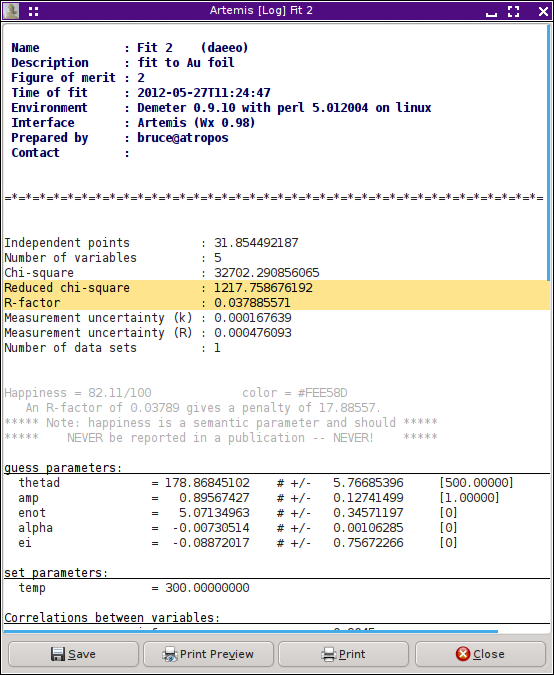 Artemis [Log] Fit 2
Name : Fit 2 (daeeo)
Description : fit to Au foil
Figure of merit : 2
Time of fit : 2012-05-27T11:24:47
Environment : Demeter 0.9.10 with perl 5.012004 on linux
Interface : Artemis (Wx 0.98)
Prepared by : bruce@atropos
Contact :
=*=*=*=*=*=*=*=*=*=*=*=*=*=*=*=*=*=*=*=*=*=*=*=*=*=*=*=*=*=*=*=*=*=*=*=*=*=*=
Independent points : 31.854492187
Number of variables : 5
Chi-square : 32702.290856065
Reduced chi-square : 1217.758676192
R-factor : 0.037885571
Measurement uncertainty (k) : 0.000167639
Measurement uncertainty (R) : 0.000476093
Number of data sets : 1
Happiness = 82.11/100 color = #FEE58D
An R-factor of 0.03789 gives a penalty of 17.88557.
***** Note: happiness is a semantic parameter and should *****
***** NEVER be reported in a publication -- NEVER! *****
guess parameters:
thetad = 178.86845102 # +/- 5.76685396 [500.00000]
amp = 0.89567427 # +/- 0.12741499 [1.00000]
enot = 5.07134963 # +/- 0.34571197 [0]
alpha = -0.00730514 # +/- 0.00106285 [0]
ei = -0.08872017 # +/- 0.75672266 [0]
set parameters:
temp = 300.00000000
Correlations between variables:
Save Print Preview Print Close